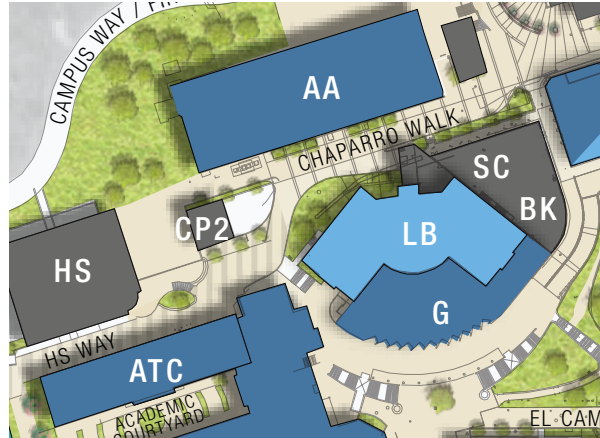 CAMPUS WAY /
AA
CHAPARRO WALK
SC
BK
CP2
LB
HS
G
HS WAY
ATC
ACADEMIC
COURTYARD
EL CAM